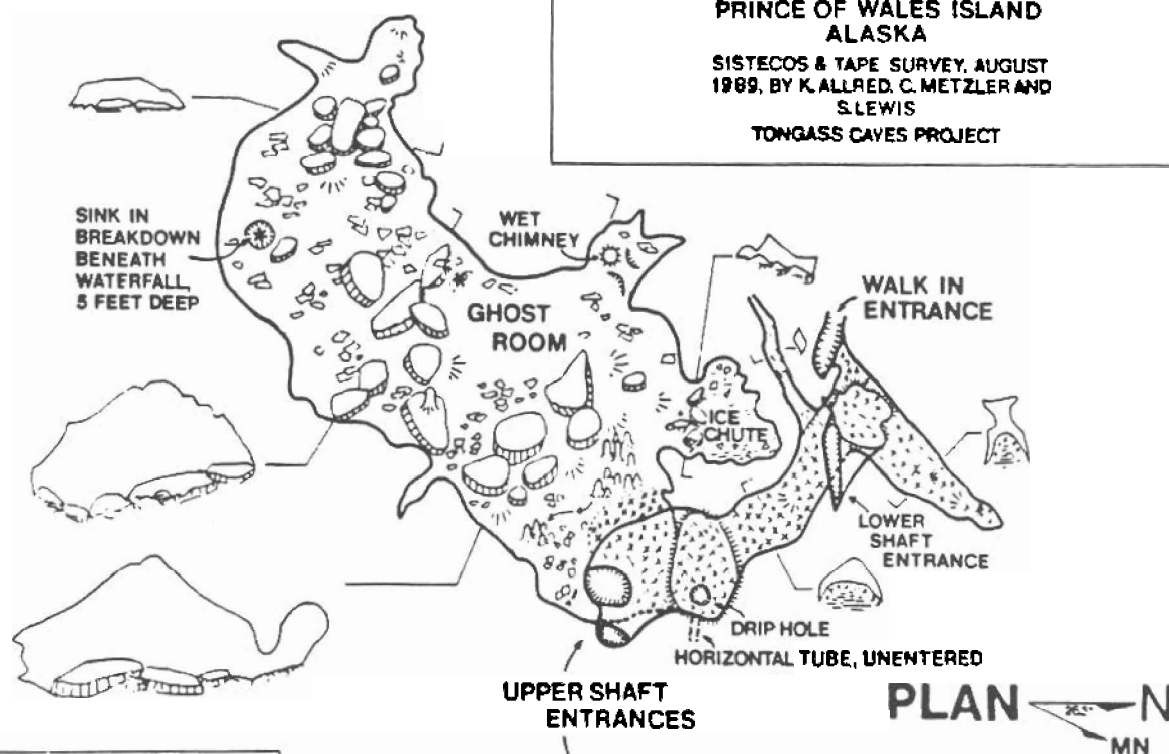 PRINCE OF WALES ISLAND
ALASKA
SISTECOS & TAPE SURVEY, AUGUST
1989, BY K. ALLRED, C. METZLER AND
S. LEWIS
TONGASS CAVES PROJECT
SINK IN
BREAKDOWN
BENEATH
WATERFALL,
5 FEET DEEP
WET
CHIMNEY
GHOST
ROOM
WALK IN
ENTRANCE
ICE
CHUTE
LOWER
SHAFT
ENTRANCE
DRIP HOLE
HORIZONTAL TUBE, UNENTERED
UPPER SHAFT
ENTRANCES
PLAN
N
MN